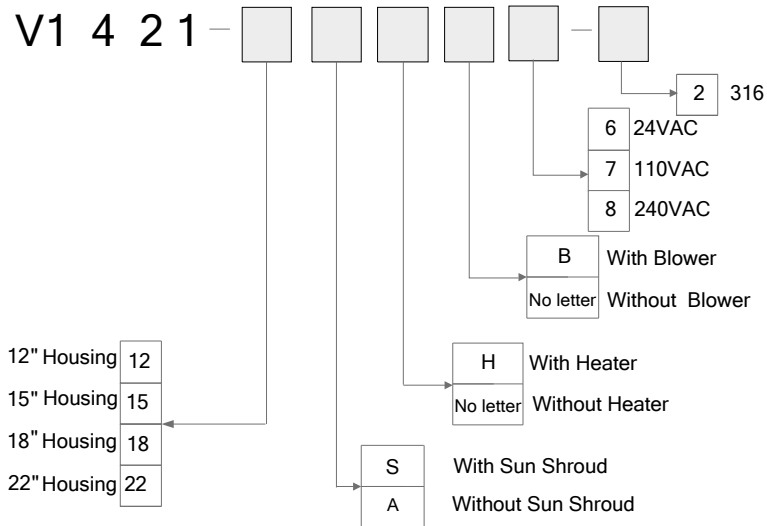 V1 4 2 1 –
–
2 316
6 24VAC
7 110VAC
8 240VAC
B With Blower
No letter Without Blower
12" Housing 12
15" Housing 15
18" Housing 18
22" Housing 22
H With Heater
No letter Without Heater
S With Sun Shroud
A Without Sun Shroud